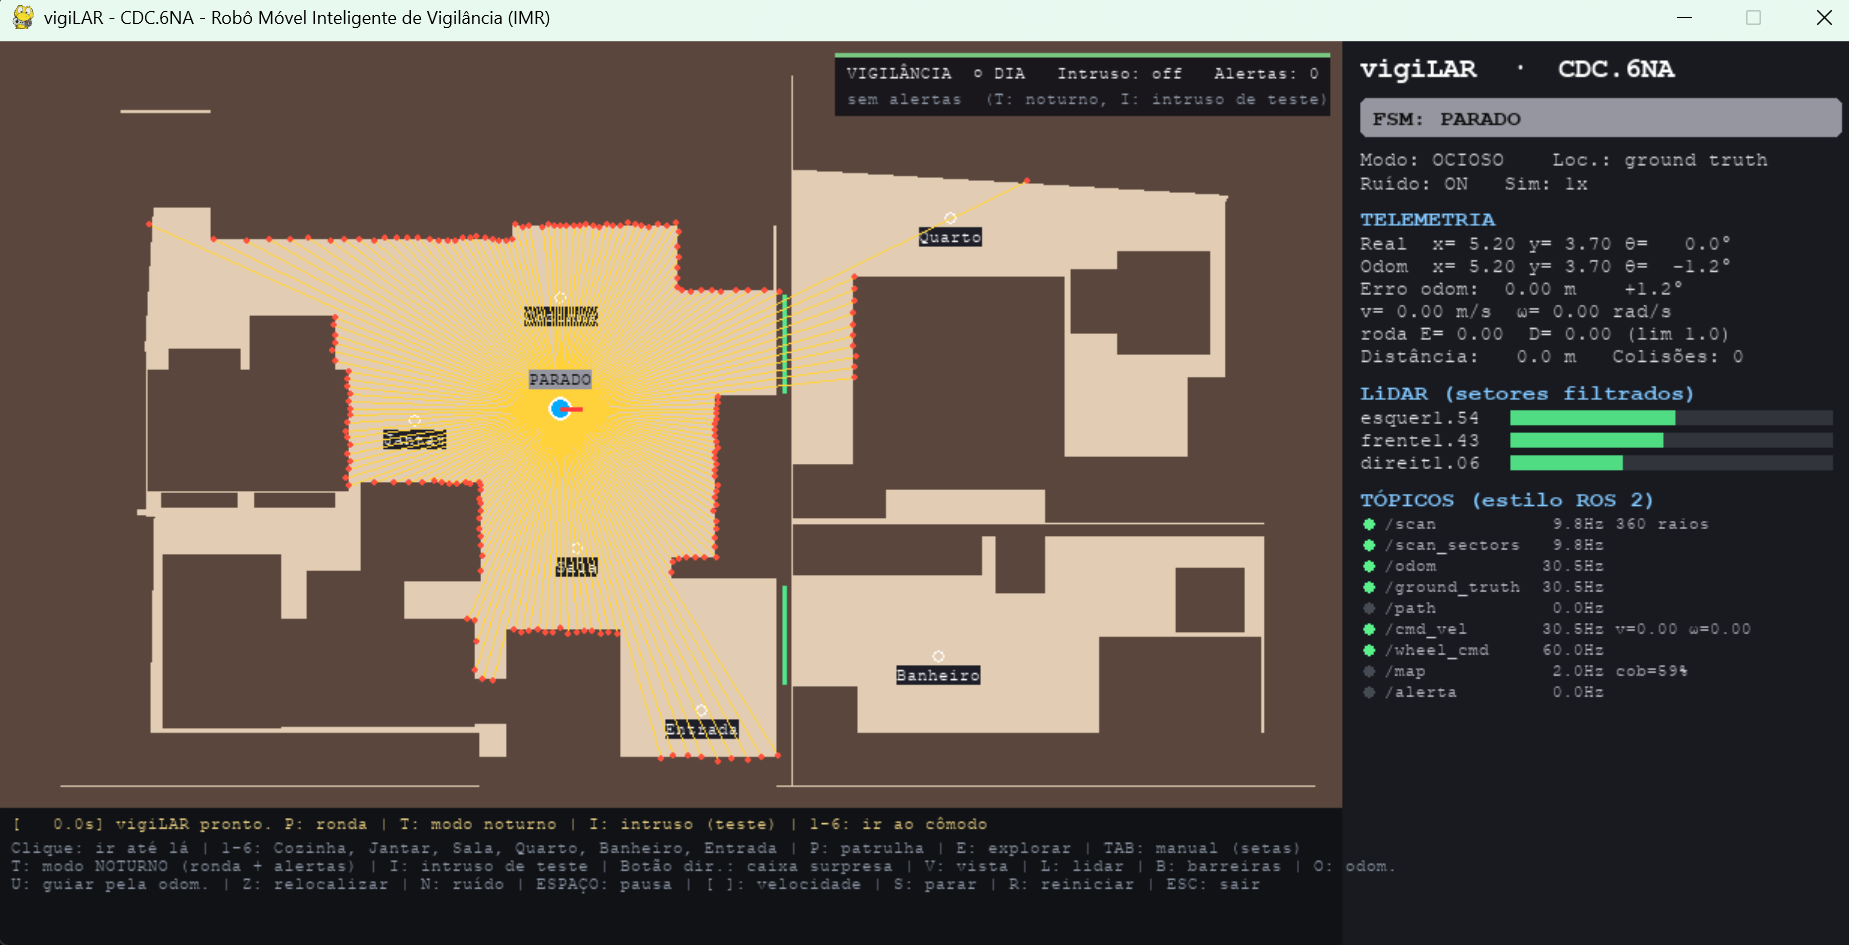 vigiLAR - CDC.6NA - Robô Móvel Inteligente de Vigilância (IMR)
VIGILÂNCIA ○ DIA Intruso: off Alertas: 0
sem alertas (T: noturno, I: intruso de teste)
Quarto
PARADO
Sala
Banheiro
Entrada
[ 0.0s] vigiLAR pronto. P: ronda | T: modo noturno | I: intruso (teste) | 1-6: ir ao cômodo
Clique: ir até lá | 1-6: Cozinha, Jantar, Sala, Quarto, Banheiro, Entrada | P: patrulha | E: explorar | TAB: manual (setas)
T: modo NOTURNO (ronda + alertas) | I: intruso de teste | Botão dir.: caixa surpresa | V: vista | L: lidar | B: barreiras | O: odom.
U: guiar pela odom. | Z: relocalizar | N: ruído | ESPAÇO: pausa | [ ]: velocidade | S: parar | R: reiniciar | ESC: sair
vigiLAR · CDC.6NA
FSM: PARADO
Modo: OCIOSO Loc.: ground truth
Ruído: ON Sim: 1x
TELEMETRIA
Real x= 5.20 y= 3.70 θ= 0.0°
Odom x= 5.20 y= 3.70 θ= -1.2°
Erro odom: 0.00 m +1.2°
v= 0.00 m/s ω= 0.00 rad/s
roda E= 0.00 D= 0.00 (lim 1.0)
Distância: 0.0 m Colisões: 0
LiDAR (setores filtrados)
esquer1.54
frente1.43
direit1.06
TÓPICOS (estilo ROS 2)
/scan 9.8Hz 360 raios
/scan_sectors 9.8Hz
/odom 30.5Hz
/ground_truth 30.5Hz
/path 0.0Hz
/cmd_vel 30.5Hz v=0.00 ω=0.00
/wheel_cmd 60.0Hz
/map 2.0Hz cob=59%
/alerta 0.0Hz